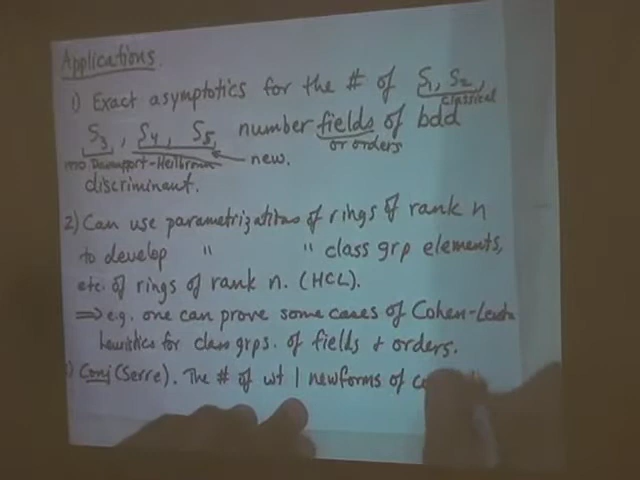 Applications.
1) Exact asymptotics for the # of S₁, S₂,
classical
S₃, S₄, S₅ number fields of bdd
or orders
Davenport-Heilbronn new.
discriminant.
2) Can use parametrizations of rings of rank n
to develop " " class grp elements,
etc. of rings of rank n. (HCL).
⟹ e.g. one can prove some cases of Cohen-Lenstra
heuristics for class grps. of fields + orders.
) Conj (Serre). The # of wt 1 newforms of